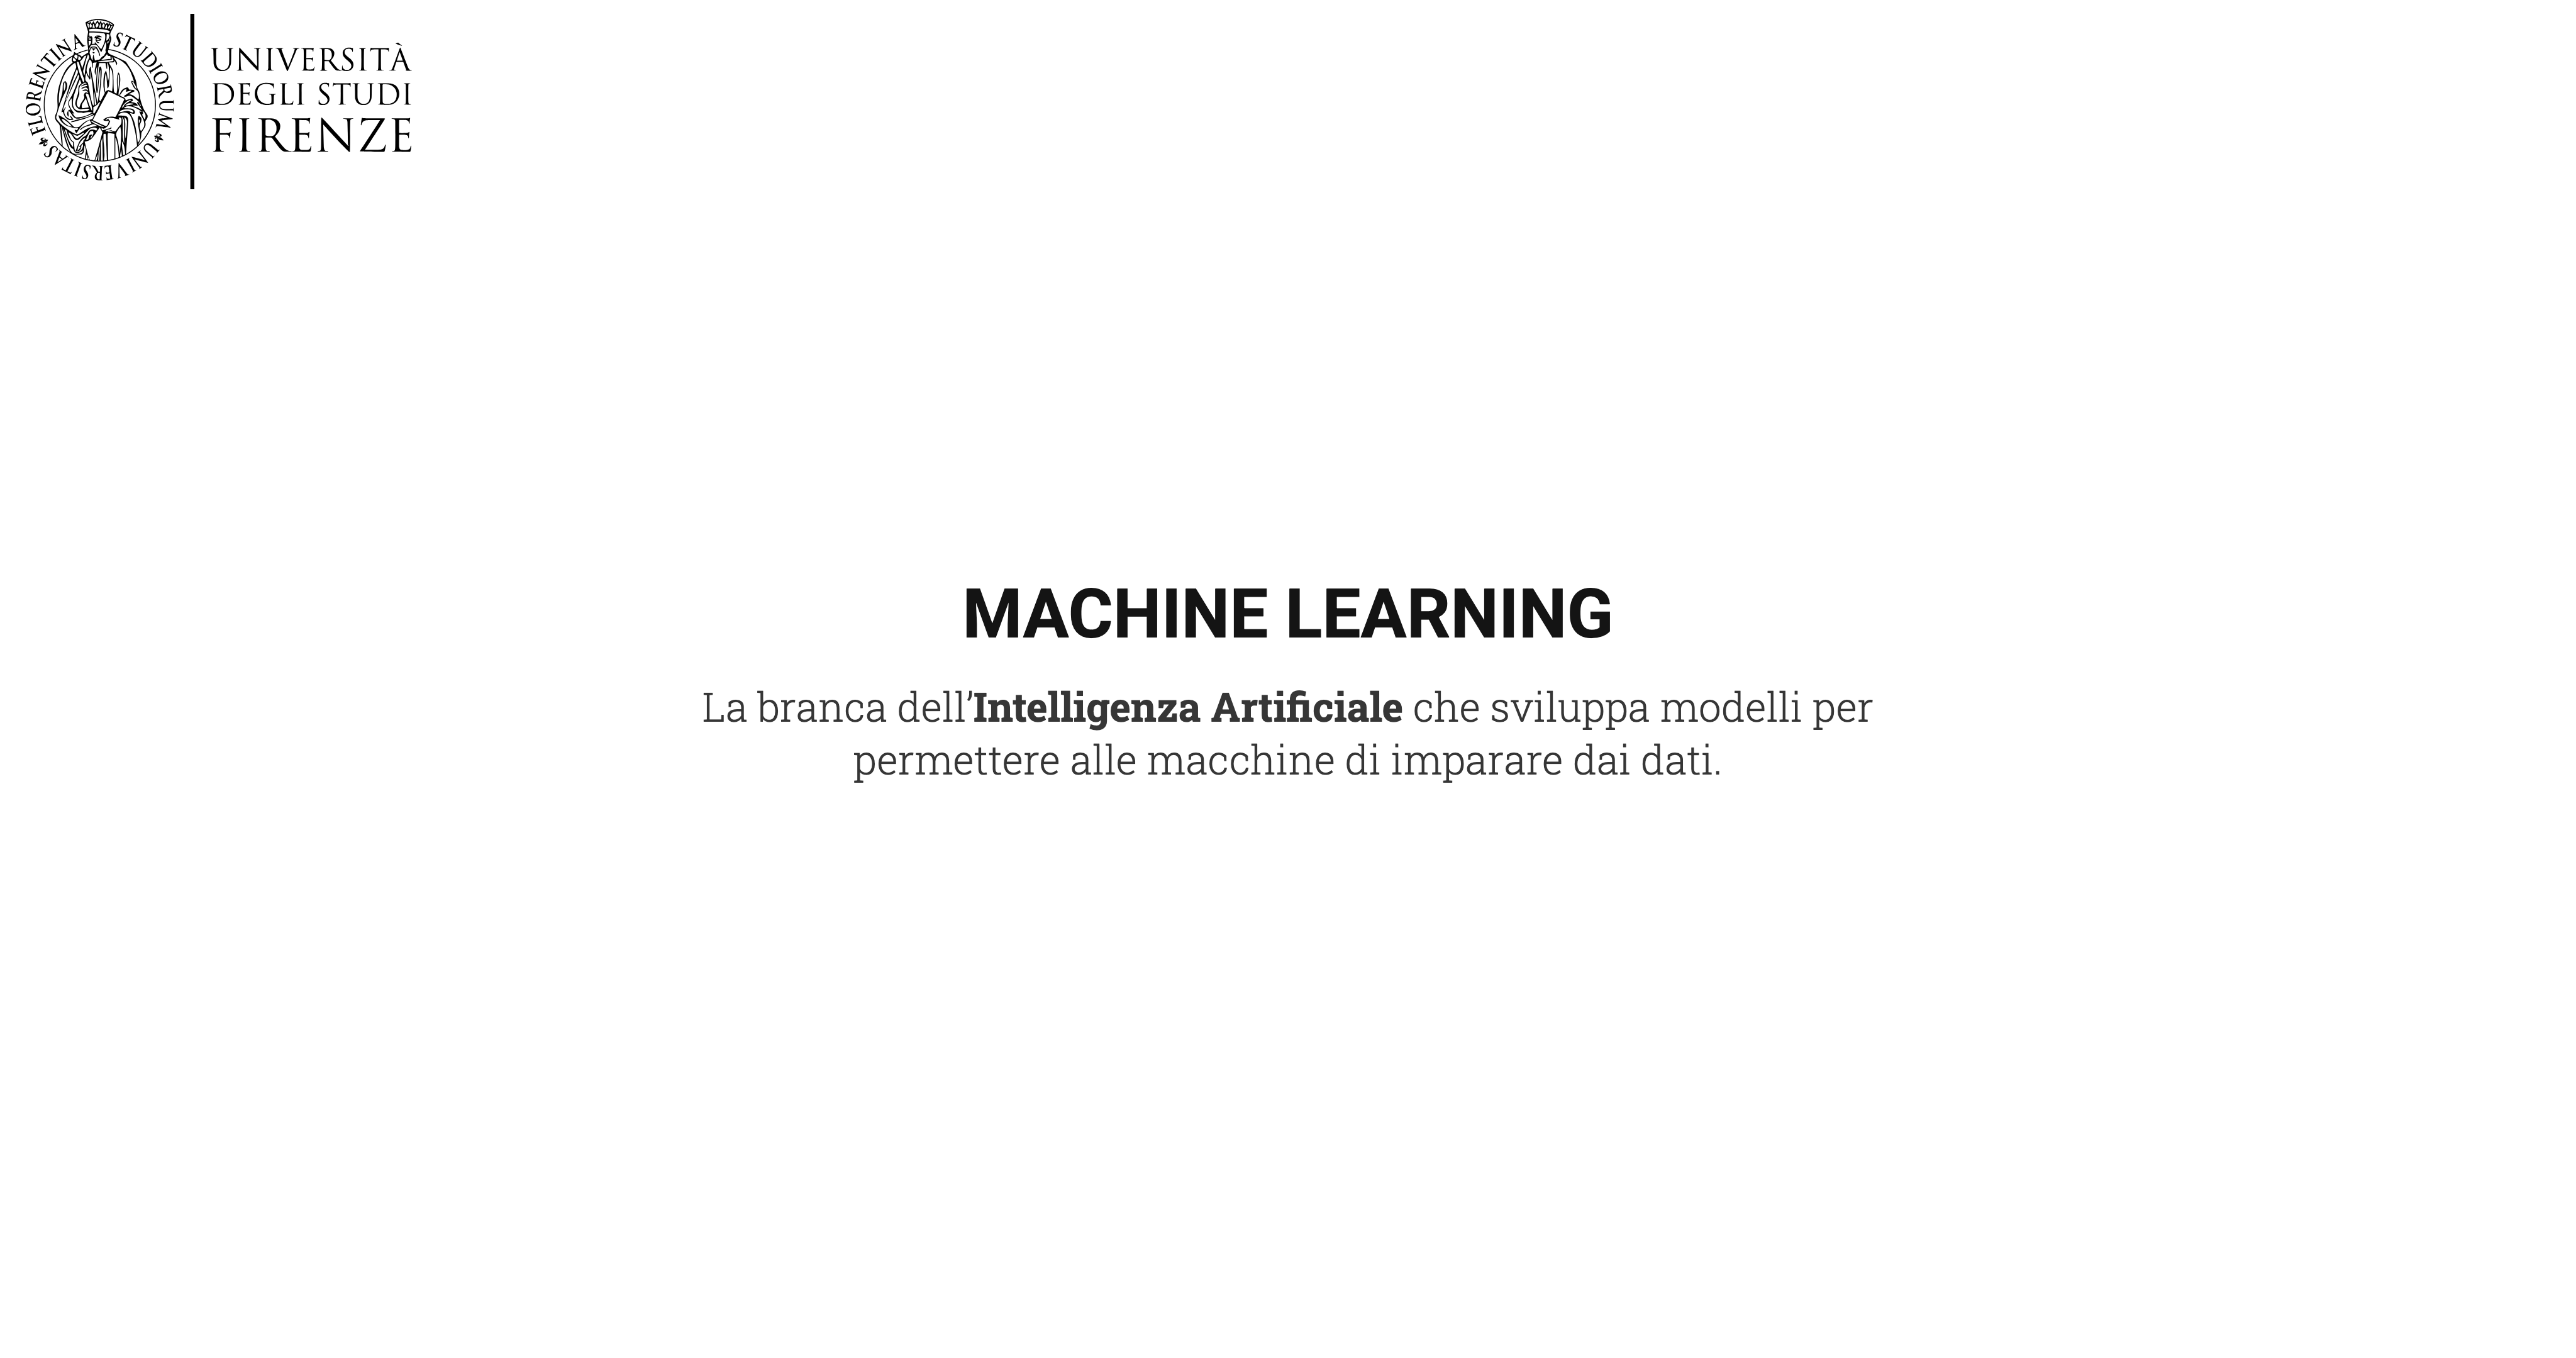 FLORENTINA STUDIORUM UNIVERSITAS
UNIVERSITÀ
DEGLI STUDI
FIRENZE
MACHINE LEARNING
La branca dell’Intelligenza Artificiale che sviluppa modelli per
permettere alle macchine di imparare dai dati.